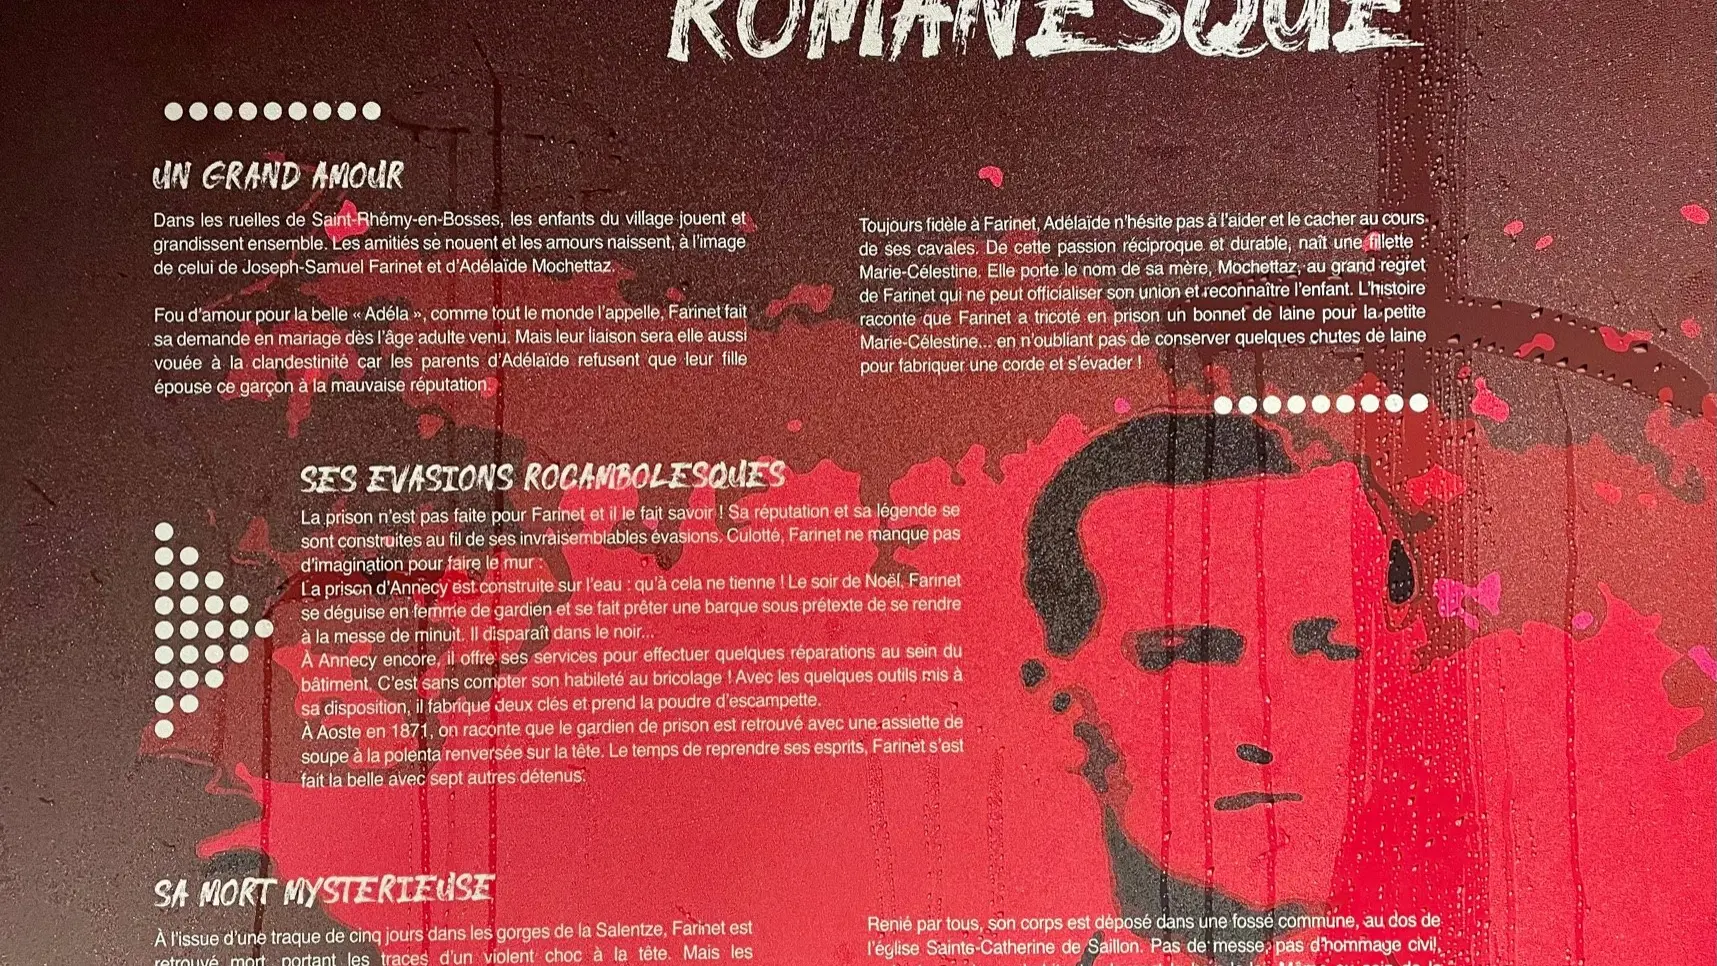 ROMANESQUE
UN GRAND AMOUR
Dans les ruelles de Saint-Rhémy-en-Bosses, les enfants du village jouent et
grandissent ensemble. Les amitiés se nouent et les amours naissent, à l'image
de celui de Joseph-Samuel Farinet et d'Adélaïde Mochettaz.
Fou d'amour pour la belle « Adéla », comme tout le monde l'appelle, Farinet fait
sa demande en mariage dès l'âge adulte venu. Mais leur liaison sera elle aussi
vouée à la clandestinité car les parents d'Adélaïde refusent que leur fille
épouse ce garçon à la mauvaise réputation.
Toujours fidèle à Farinet, Adélaïde n'hésite pas à l'aider et le cacher au cours
de ses cavales. De cette passion réciproque et durable, naît une fillette :
Marie-Célestine. Elle porte le nom de sa mère, Mochettaz, au grand regret
de Farinet qui ne peut officialiser son union et reconnaître l'enfant. L'histoire
raconte que Farinet a tricoté en prison un bonnet de laine pour la petite
Marie-Célestine... en n'oubliant pas de conserver quelques chutes de laine
pour fabriquer une corde et s'évader !
SES EVASIONS ROCAMBOLESQUES
La prison n'est pas faite pour Farinet et il le fait savoir ! Sa réputation et sa légende se
sont construites au fil de ses invraisemblables évasions. Culotté, Farinet ne manque pas
d'imagination pour faire le mur :
La prison d'Annecy est construite sur l'eau : qu'à cela ne tienne ! Le soir de Noël, Farinet
se déguise en femme de gardien et se fait prêter une barque sous prétexte de se rendre
à la messe de minuit. Il disparaît dans le noir...
À Annecy encore, il offre ses services pour effectuer quelques réparations au sein du
bâtiment. C'est sans compter son habileté au bricolage ! Avec les quelques outils mis à
sa disposition, il fabrique deux clés et prend la poudre d'escampette.
À Aoste en 1871, on raconte que le gardien de prison est retrouvé avec une assiette de
soupe à la polenta renversée sur la tête. Le temps de reprendre ses esprits, Farinet s'est
fait la belle avec sept autres détenus.
SA MORT MYSTERIEUSE
À l'issue d'une traque de cinq jours dans les gorges de la Salentze, Farinet est
retrouvé mort, portant les traces d'un violent choc à la tête. Mais les
Renié par tous, son corps est déposé dans une fosse commune, au dos de
l'église Sainte-Catherine de Saillon. Pas de messe, pas d'hommage civil,